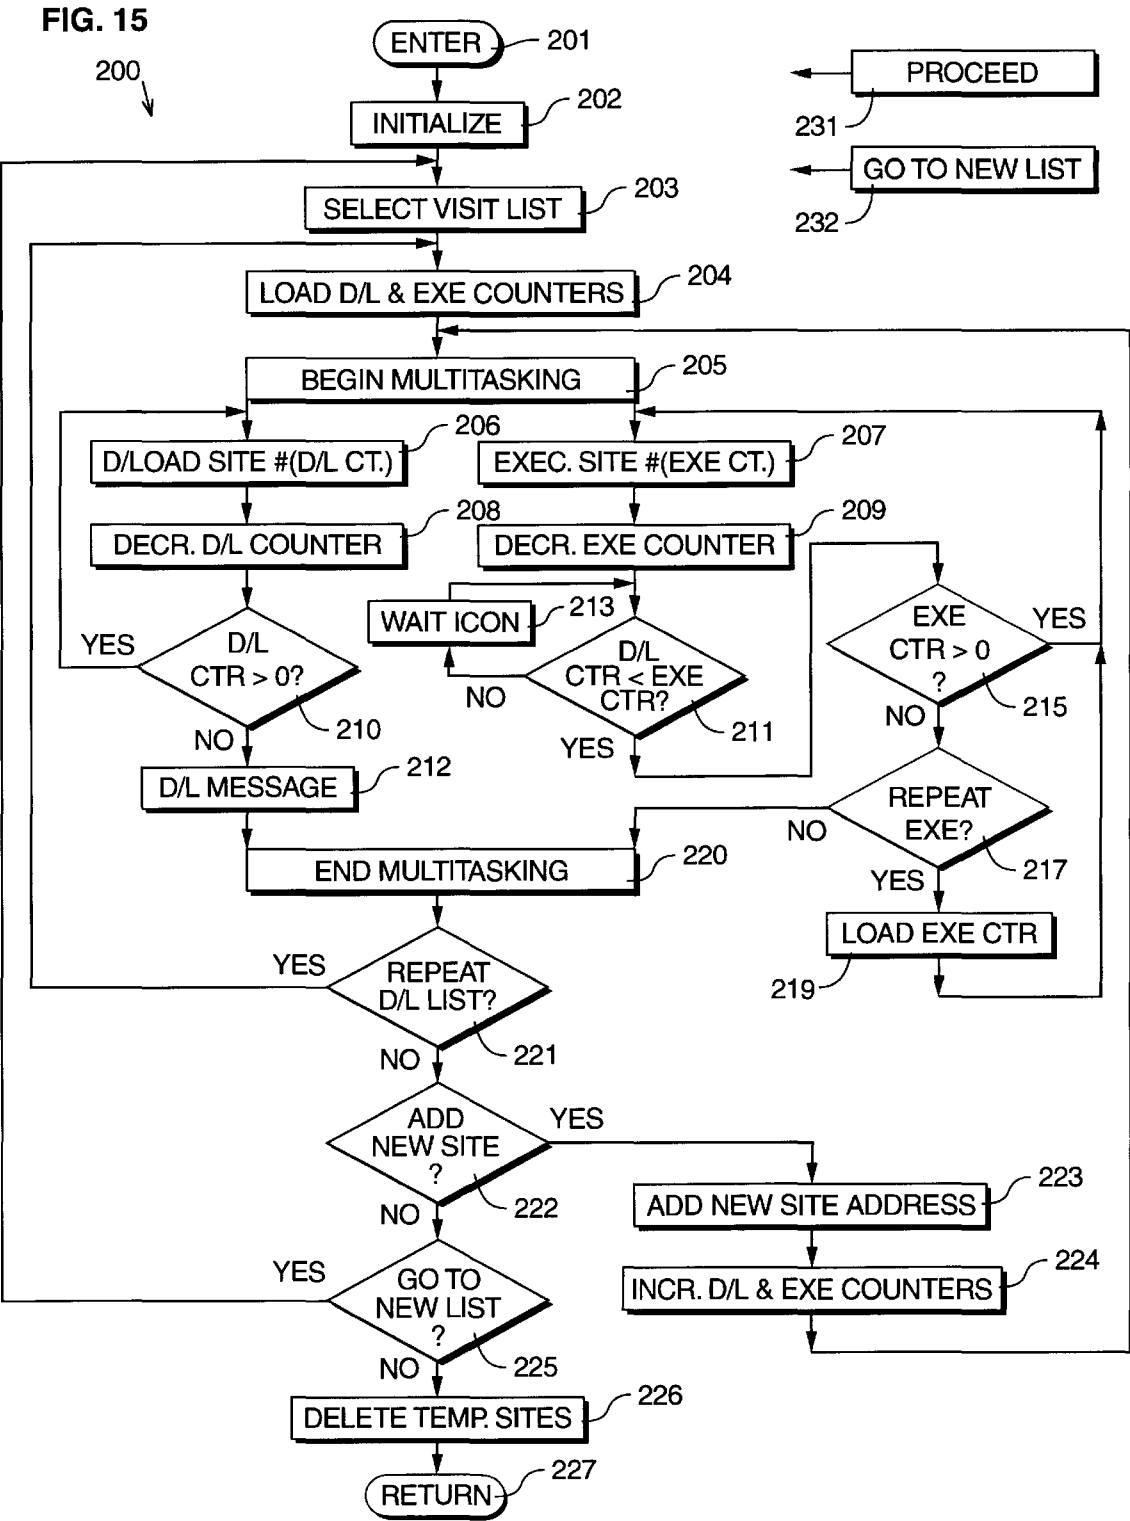 FIG. 15
200
ENTER
201
PROCEED
231
INITIALIZE
202
GO TO NEW LIST
232
SELECT VISIT LIST
203
LOAD D/L & EXE COUNTERS
204
BEGIN MULTITASKING
205
D/LOAD SITE #(D/L CT.)
206
EXEC. SITE #(EXE CT.)
207
DECR. D/L COUNTER
208
DECR. EXE COUNTER
209
WAIT ICON
213
D/L
CTR > 0?
YES
NO
210
D/L
CTR < EXE
CTR?
NO
YES
211
EXE
CTR > 0
?
YES
NO
215
D/L MESSAGE
212
REPEAT
EXE?
NO
YES
217
END MULTITASKING
220
LOAD EXE CTR
219
REPEAT
D/L LIST?
YES
NO
221
ADD
NEW SITE
?
YES
NO
222
ADD NEW SITE ADDRESS
223
INCR. D/L & EXE COUNTERS
224
GO TO
NEW LIST
?
YES
NO
225
DELETE TEMP. SITES
226
RETURN
227